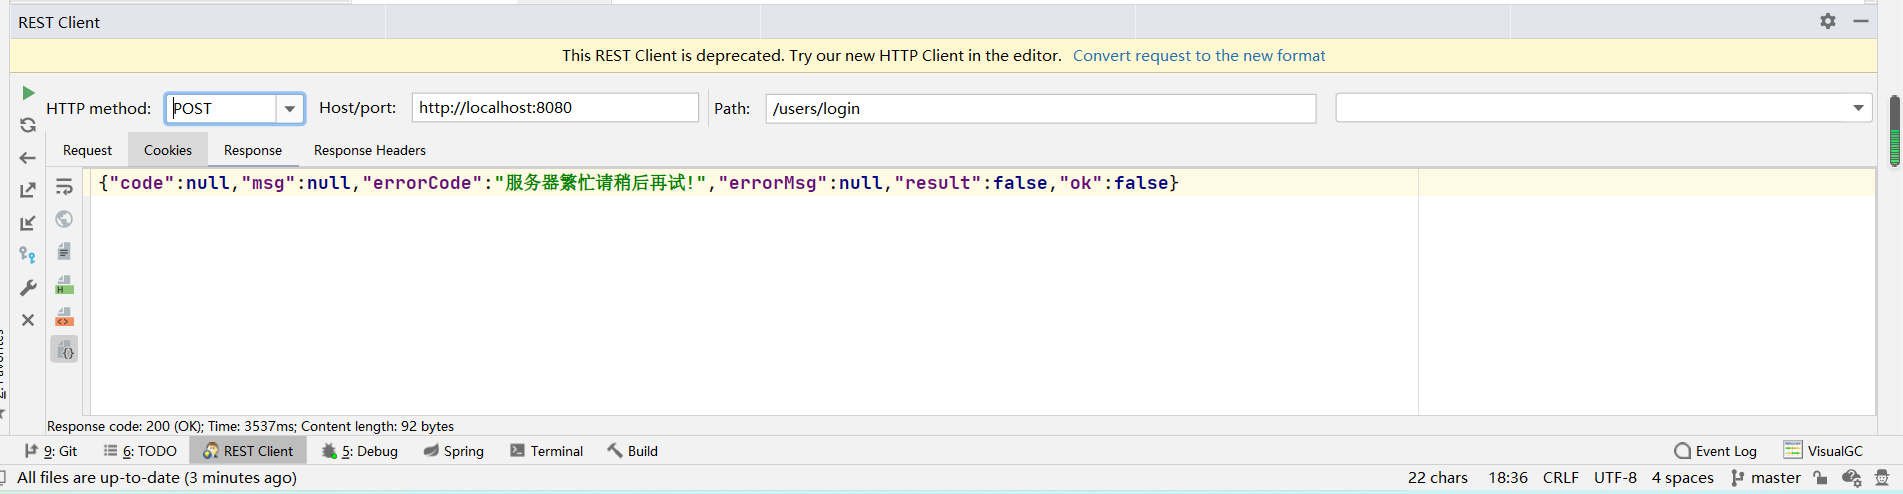 REST Client
This REST Client is deprecated. Try our new HTTP Client in the editor. Convert request to the new format
HTTP method: POST Host/port: http://localhost:8080 Path: /users/login
Request Cookies Response Response Headers
{"code":null,"msg":null,"errorCode":"服务器繁忙请稍后再试!","errorMsg":null,"result":false,"ok":false}
Response code: 200 (OK); Time: 3537ms; Content length: 92 bytes
9: Git 6: TODO REST Client 5: Debug Spring Terminal Build Event Log VisualGC
All files are up-to-date (3 minutes ago) 22 chars 18:36 CRLF UTF-8 4 spaces master